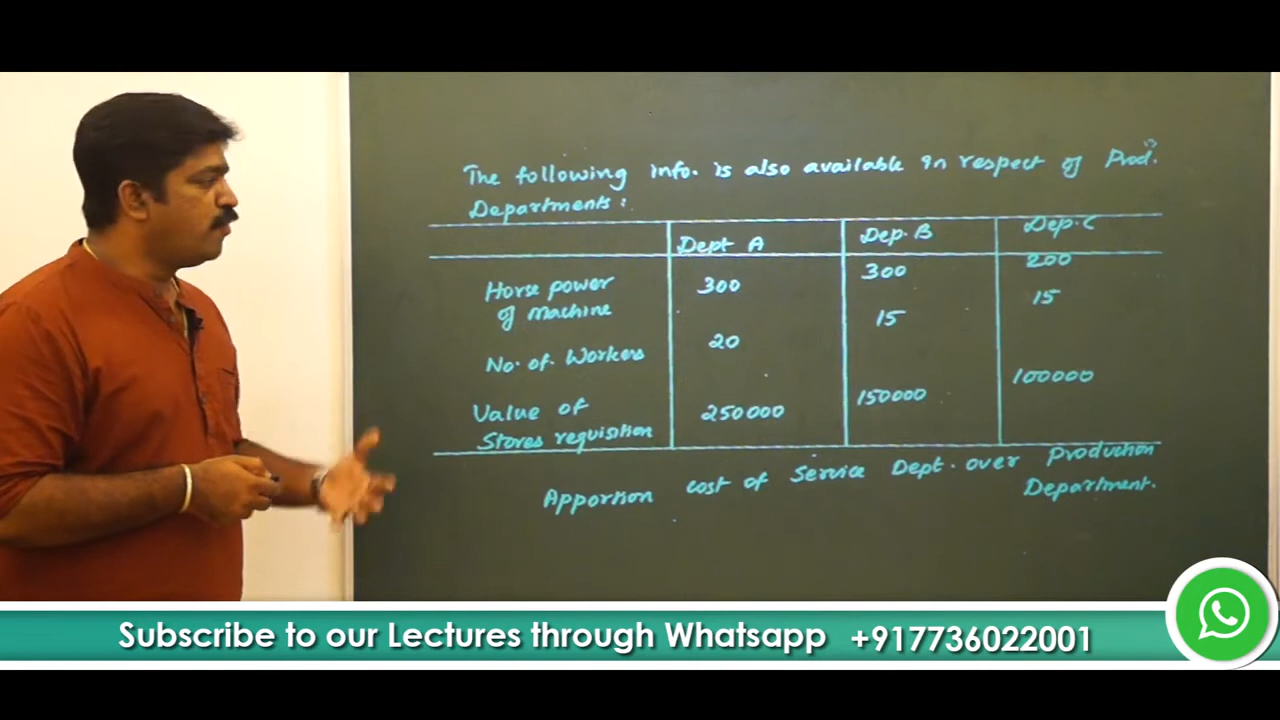 The following info. is also available in respect of Prod.
Departments:
Dept A Dep. B Dep. C
Horse power of machine 300 300 200
No. of Workers 20 15 15
Value of Stores requisition 250000 150000 100000
Apportion cost of Service Dept. over Production
Department.
Subscribe to our Lectures through Whatsapp +917736022001